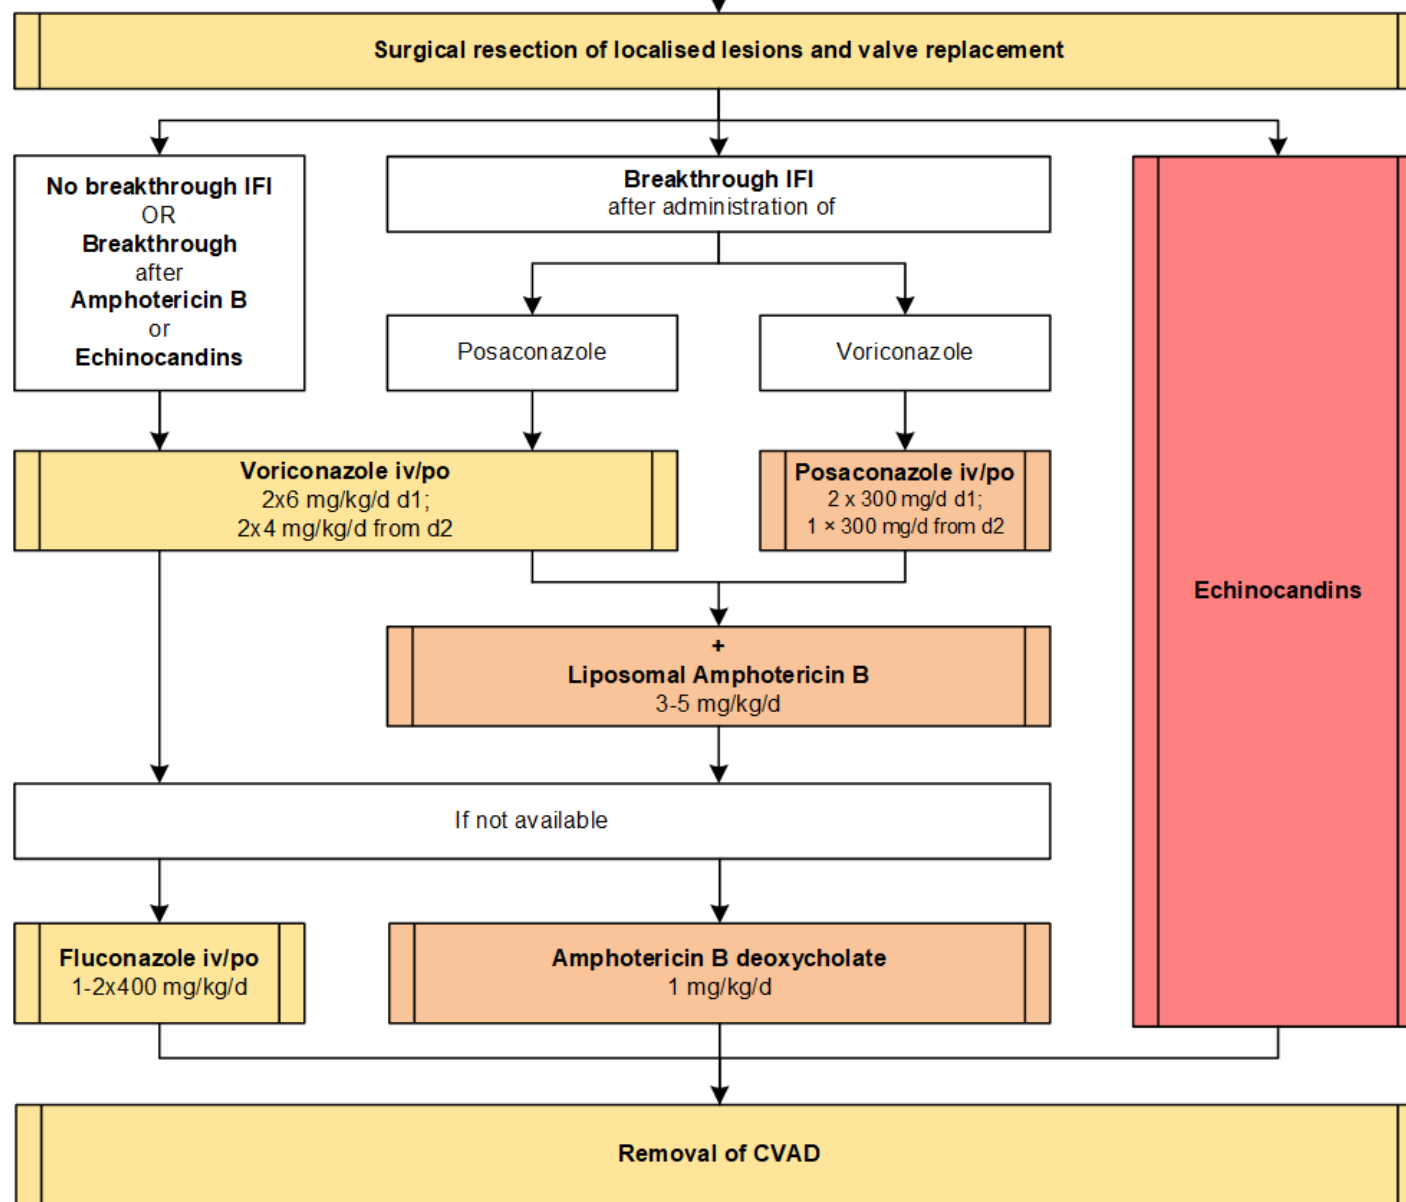 Surgical resection of localised lesions and valve replacement
No breakthrough IFI
OR
Breakthrough
after
Amphotericin B
or
Echinocandins
Breakthrough IFI
after administration of
Posaconazole
Voriconazole
Voriconazole iv/po
2x6 mg/kg/d d1;
2x4 mg/kg/d from d2
Posaconazole iv/po
2 x 300 mg/d d1;
1 × 300 mg/d from d2
Echinocandins
+
Liposomal Amphotericin B
3-5 mg/kg/d
If not available
Fluconazole iv/po
1-2x400 mg/kg/d
Amphotericin B deoxycholate
1 mg/kg/d
Removal of CVAD